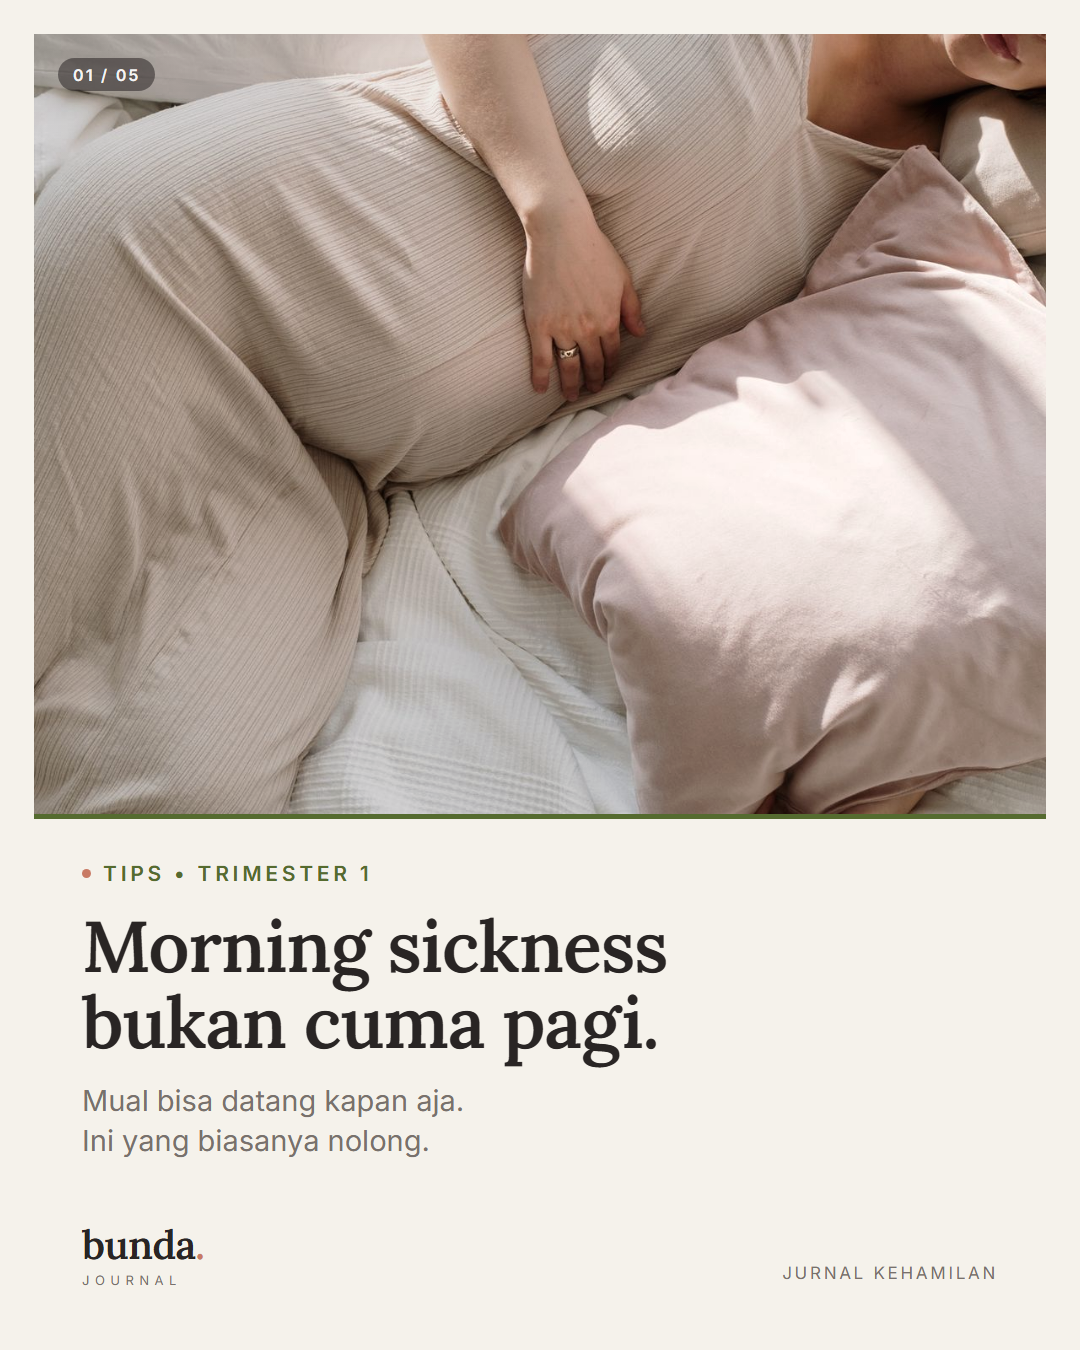 01 / 05
TIPS • TRIMESTER 1
Morning sickness
bukan cuma pagi.
Mual bisa datang kapan aja.
Ini yang biasanya nolong.
bunda.
JOURNAL
JURNAL KEHAMILAN